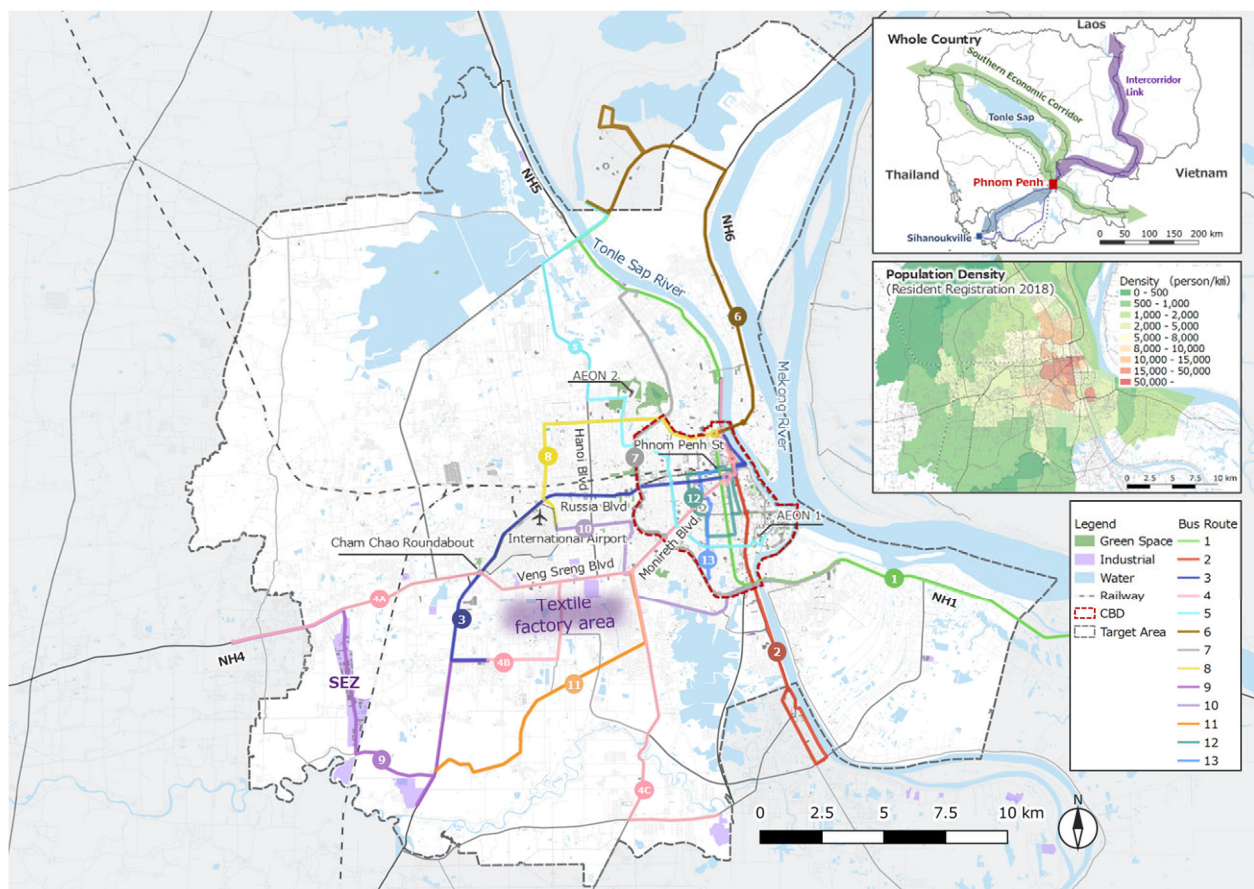 Whole Country
Laos
Southern Economic Corridor
Intercorridor
Link
Tonle Sap
Thailand
Phnom Penh
Vietnam
Sihanoukville
0 50 100 150 200 km
Population Density
(Resident Registration 2018)
Density (person/㎢)
0 - 500
500 - 1,000
1,000 - 2,000
2,000 - 5,000
5,000 - 8,000
8,000 - 10,000
10,000 - 15,000
15,000 - 50,000
50,000 -
0 2.5 5 7.5 10 km
Legend
Green Space
Industrial
Water
Railway
CBD
Target Area
Bus Route
1
2
3
4
5
6
7
8
9
10
11
12
13
NH5
NH6
Tonle Sap River
6
5
Mekong River
AEON 2
Hanoi Blvd
Phnom Penh St
7
8
12
Russia Blvd
AEON 1
10
International Airport
Monireth Blvd.
Cham Chao Roundabout
Veng Sreng Blvd
13
1
NH1
4A
3
Textile
factory area
NH4
4B
2
SEZ
11
9
4C
0 2.5 5 7.5 10 km
N